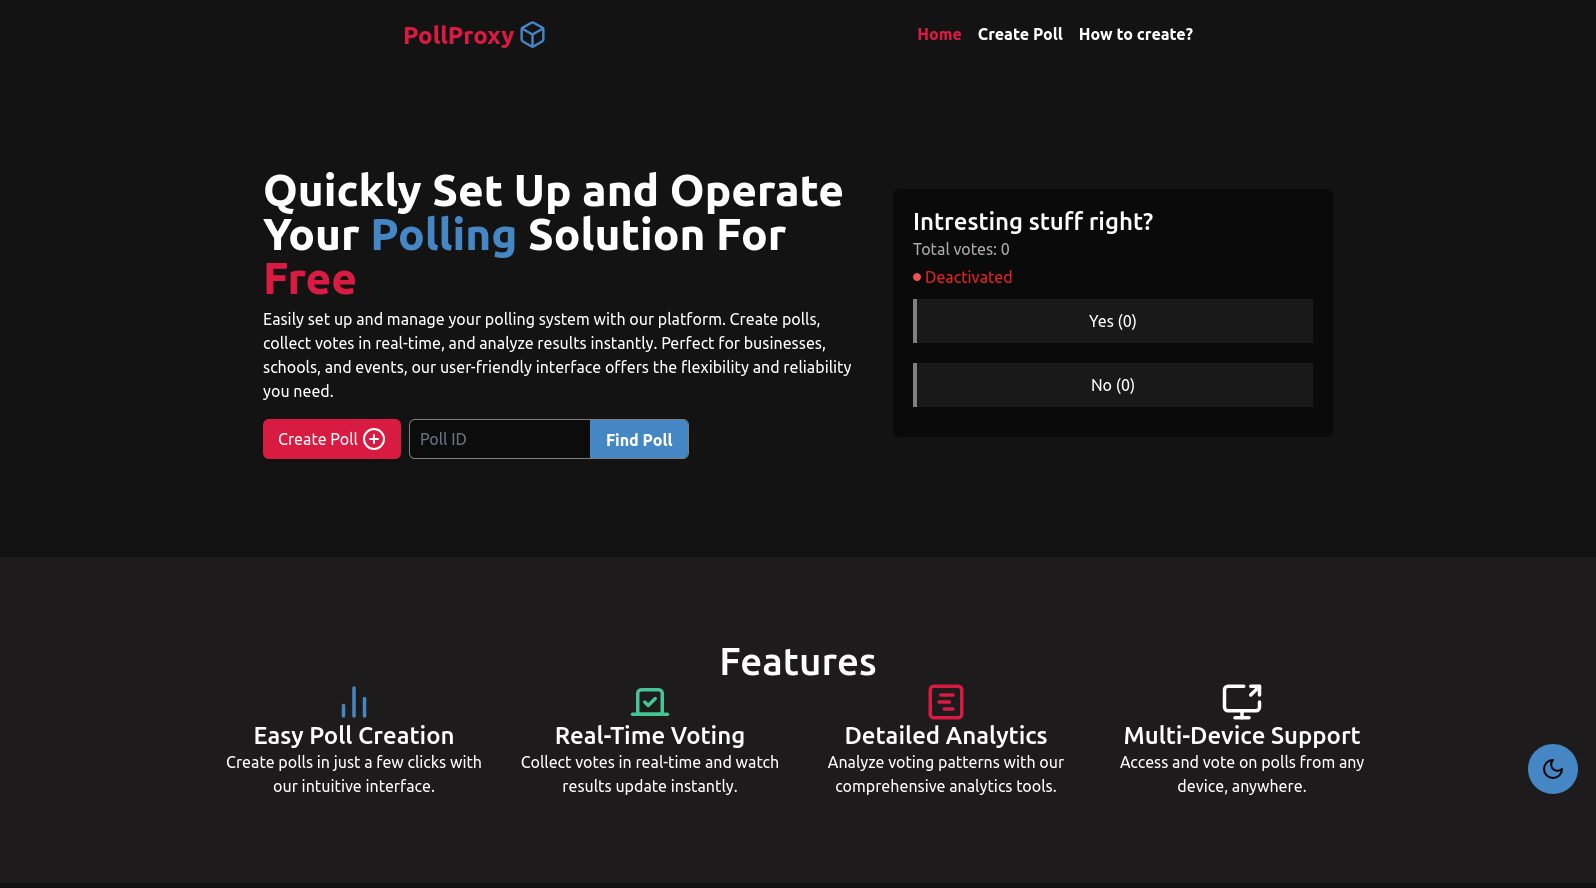 PollProxy
Home Create Poll How to create?
Quickly Set Up and Operate
Your Polling Solution For
Free
Easily set up and manage your polling system with our platform. Create polls,
collect votes in real-time, and analyze results instantly. Perfect for businesses,
schools, and events, our user-friendly interface offers the flexibility and reliability
you need.
Create Poll
Poll ID
Find Poll
Intresting stuff right?
Total votes: 0
Deactivated
Yes (0)
No (0)
Features
Easy Poll Creation
Create polls in just a few clicks with
our intuitive interface.
Real-Time Voting
Collect votes in real-time and watch
results update instantly.
Detailed Analytics
Analyze voting patterns with our
comprehensive analytics tools.
Multi-Device Support
Access and vote on polls from any
device, anywhere.